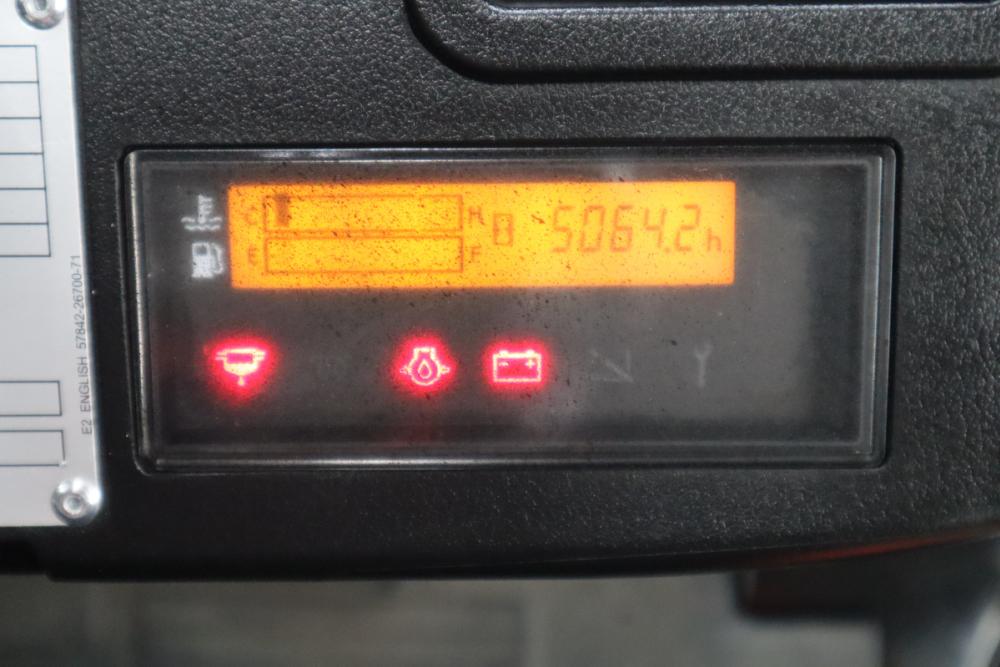 C H 5064.2h
E F
E2 ENGLISH 57842-26700-71